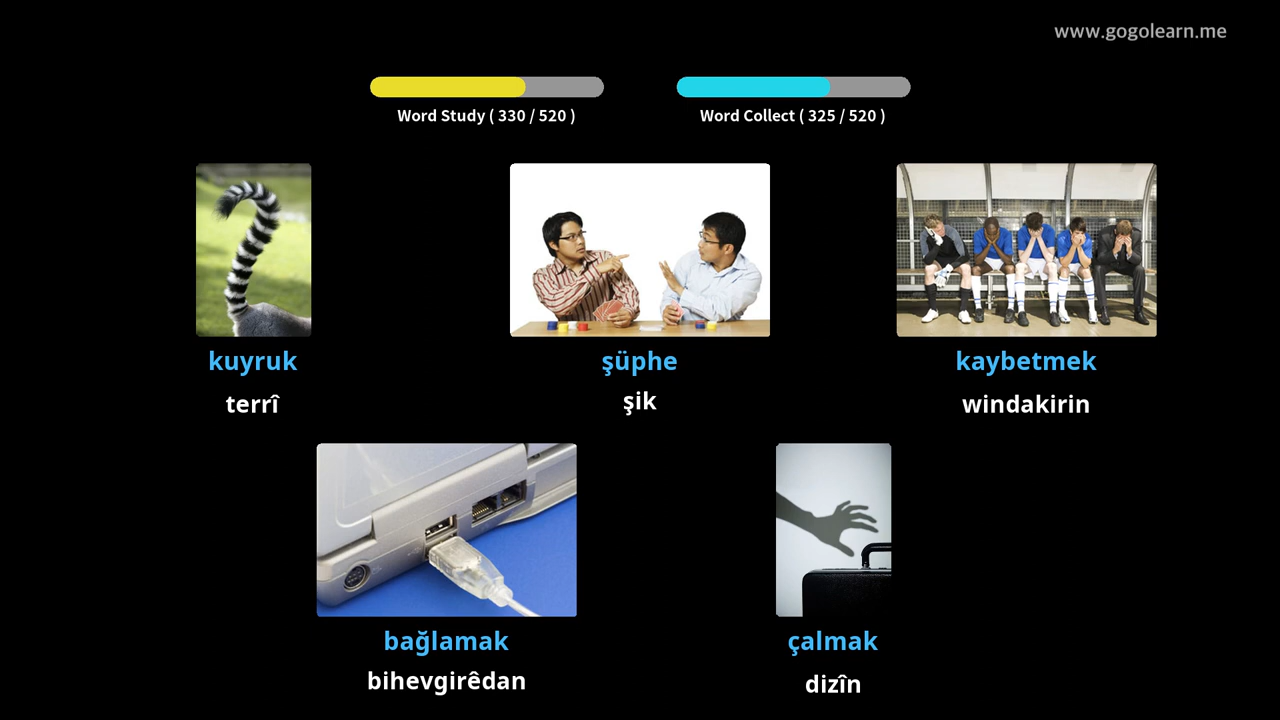 www.gogolearn.me
Word Study ( 330 / 520 )
Word Collect ( 325 / 520 )
kuyruk
terrî
şüphe
şik
kaybetmek
windakirin
bağlamak
bihevgirêdan
çalmak
dizîn